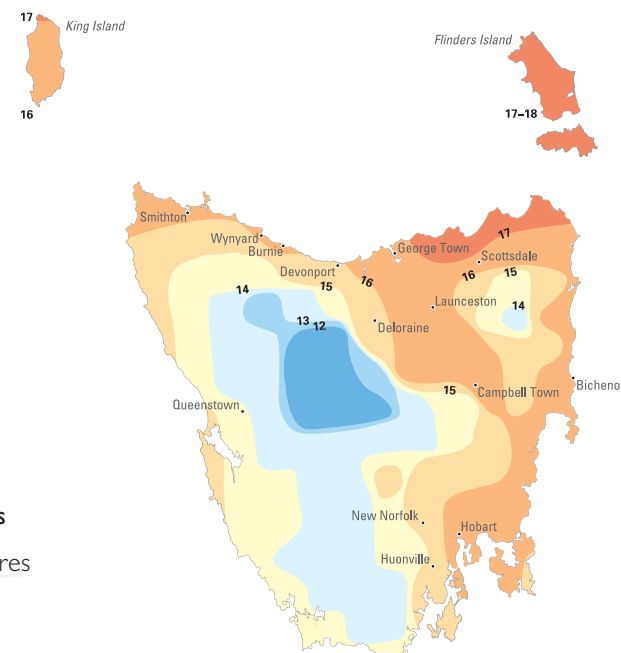 17
King Island
Flinders Island
16
17–18
Smithton
17
Wynyard
George Town
Burnie
Scottsdale
Devonport
16
15
15
16
14
Launceston
14
13
12
Deloraine
15
Campbell Town
Bicheno
Queenstown
New Norfolk
Hobart
Huonville
s
res